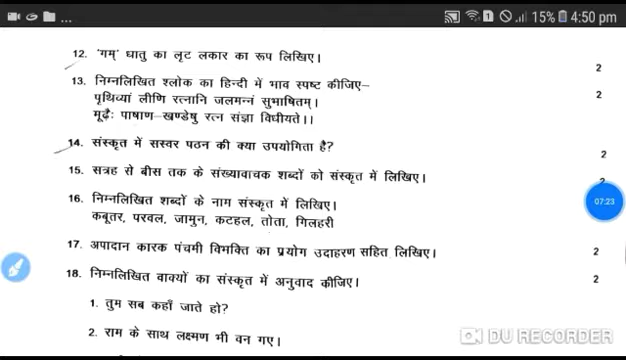 15% 4:50 pm
12. 'गम्' धातु का लृट लकार का रूप लिखिए। 2
13. निम्नलिखित श्लोक का हिन्दी में भाव स्पष्ट कीजिए– 2
पृथिव्यां लीणि रत्नानि जलमन्नं सुभाषितम्।
मूढैः पाषाण-खण्डेषु रत्न संज्ञा विधीयते।।
14. संस्कृत में सस्वर पठन की क्या उपयोगिता है? 2
15. सत्रह से बीस तक के संख्यावाचक शब्दों को संस्कृत में लिखिए। 2
07:23
16. निम्नलिखित शब्दों के नाम संस्कृत में लिखिए।
कबूतर, परवल, जामुन, कटहल, तोता, गिलहरी
17. अपादान कारक पंचमी विभक्ति का प्रयोग उदाहरण सहित लिखिए। 2
18. निम्नलिखित वाक्यों का संस्कृत में अनुवाद कीजिए। 2
1. तुम सब कहाँ जाते हो?
2. राम के साथ लक्ष्मण भी वन गए।
DU RECORDER